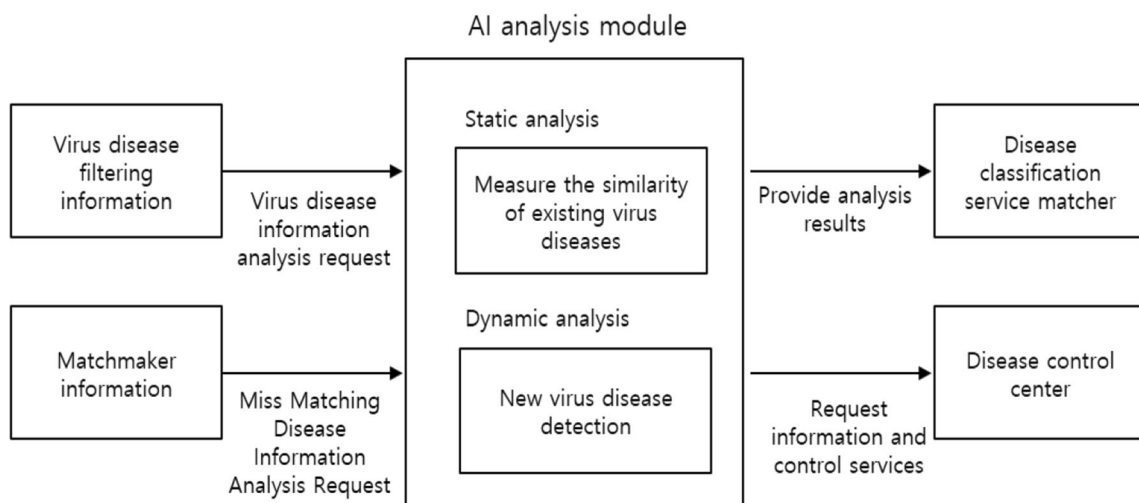 AI analysis module
Virus disease
filtering
information
Virus disease
information
analysis request
Static analysis
Measure the similarity
of existing virus
diseases
Provide analysis
results
Disease
classification
service matcher
Matchmaker
information
Miss Matching
Disease
Information
Analysis Request
Dynamic analysis
New virus disease
detection
Request
information and
control services
Disease control
center